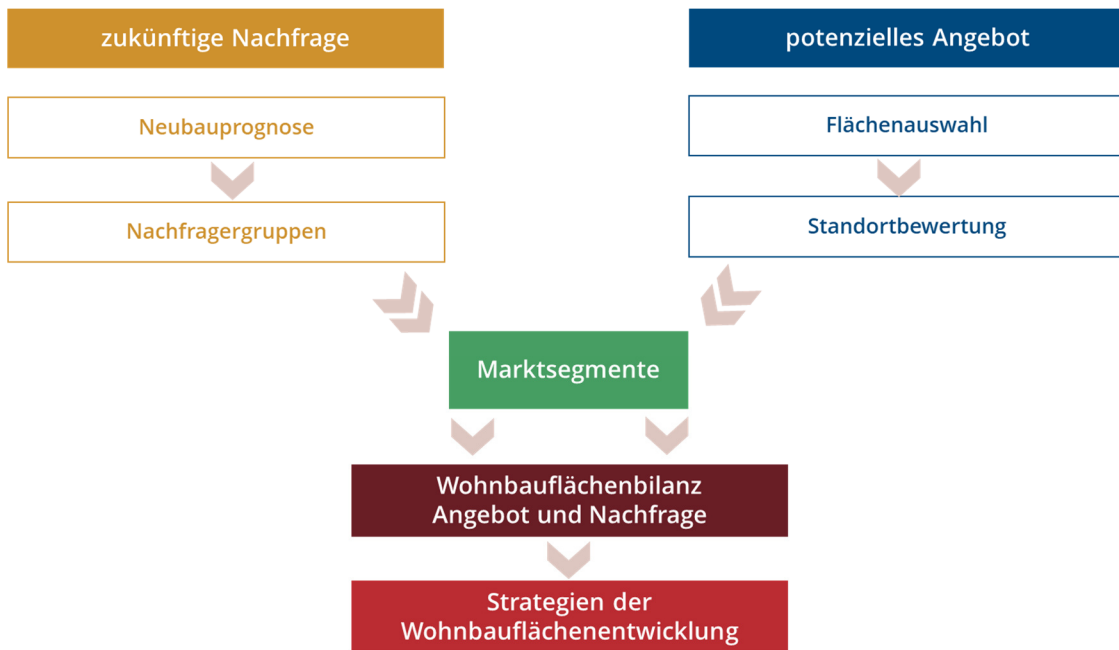 zukünftige Nachfrage
potenzielles Angebot
Neubauprognose
Flächenauswahl
Nachfragergruppen
Standortbewertung
Marktsegmente
Wohnbauflächenbilanz
Angebot und Nachfrage
Strategien der
Wohnbauflächenentwicklung